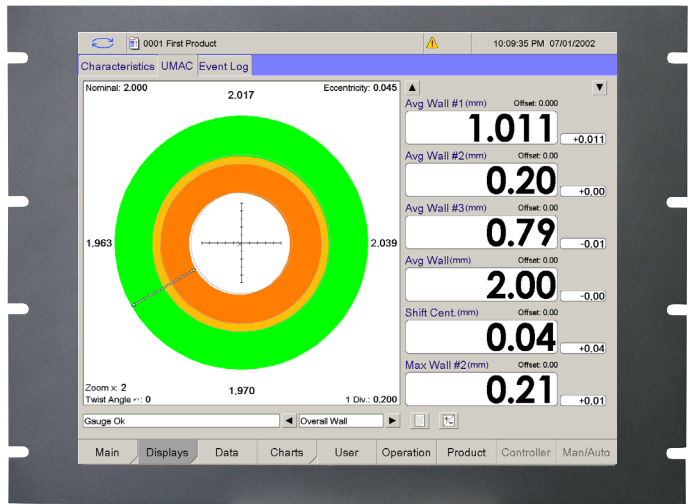 0001 First Product
10:09:35 PM 07/01/2002
Characteristics UMAC Event Log
Nominal: 2.000
2.017
Eccentricity: 0.045
1.963
2.039
Zoom x: 2
Twist Angle : 0
1.970
1 Div.: 0.200
Avg Wall #1 (mm) Offset: 0.000
1.011 +0.011
Avg Wall #2 (mm) Offset: 0.00
0.20 +0.00
Avg Wall #3 (mm) Offset: 0.00
0.79 -0.01
Avg Wall(mm) Offset: 0.00
2.00 -0.00
Shift Cent. (mm) Offset: 0.00
0.04 +0.04
Max Wall #2 (mm) Offset: 0.00
0.21 +0.01
Gauge Ok
Overall Wall
Main Displays Data Charts User Operation Product Controller Man/Auto